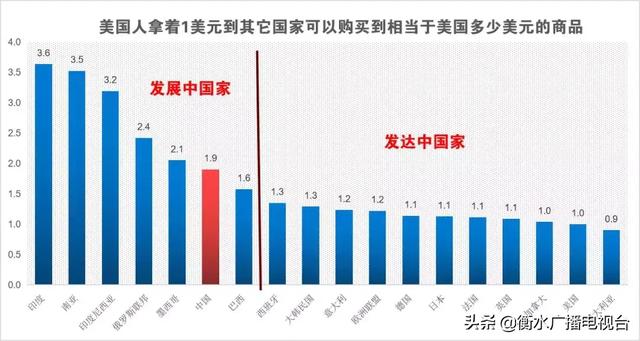 美国人拿着1美元到其它国家可以购买到相当于美国多少美元的商品
4.0
3.5
3.0
2.5
2.0
1.5
1.0
0.5
0.0
发展中国家
发达中国家
3.6
3.5
3.2
2.4
2.1
1.9
1.6
1.3
1.3
1.2
1.2
1.1
1.1
1.1
1.1
1.0
1.0
0.9
印度
南亚
印度尼西亚
俄罗斯联邦
墨西哥
中国
巴西
西班牙
大韩民国
意大利
欧洲联盟
德国
日本
法国
英国
加拿大
美国
大利亚
头条 @衡水广播电视台